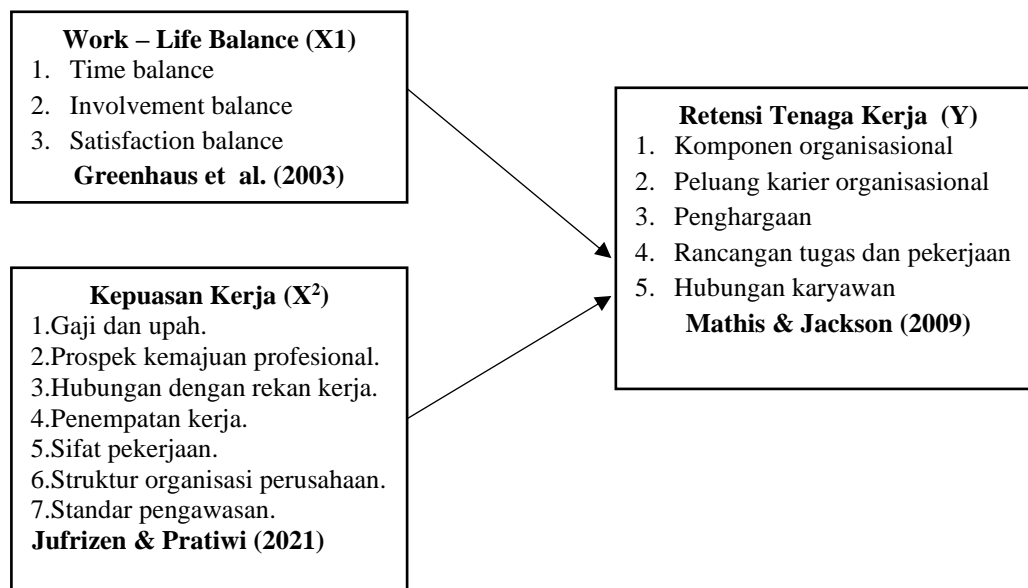 Work – Life Balance (X1)
1. Time balance
2. Involvement balance
3. Satisfaction balance
Greenhaus et al. (2003)
Kepuasan Kerja (X²)
1.Gaji dan upah.
2.Prospek kemajuan profesional.
3.Hubungan dengan rekan kerja.
4.Penempatan kerja.
5.Sifat pekerjaan.
6.Struktur organisasi perusahaan.
7.Standar pengawasan.
Jufrizen & Pratiwi (2021)
Retensi Tenaga Kerja (Y)
1. Komponen organisasional
2. Peluang karier organisasional
3. Penghargaan
4. Rancangan tugas dan pekerjaan
5. Hubungan karyawan
Mathis & Jackson (2009)